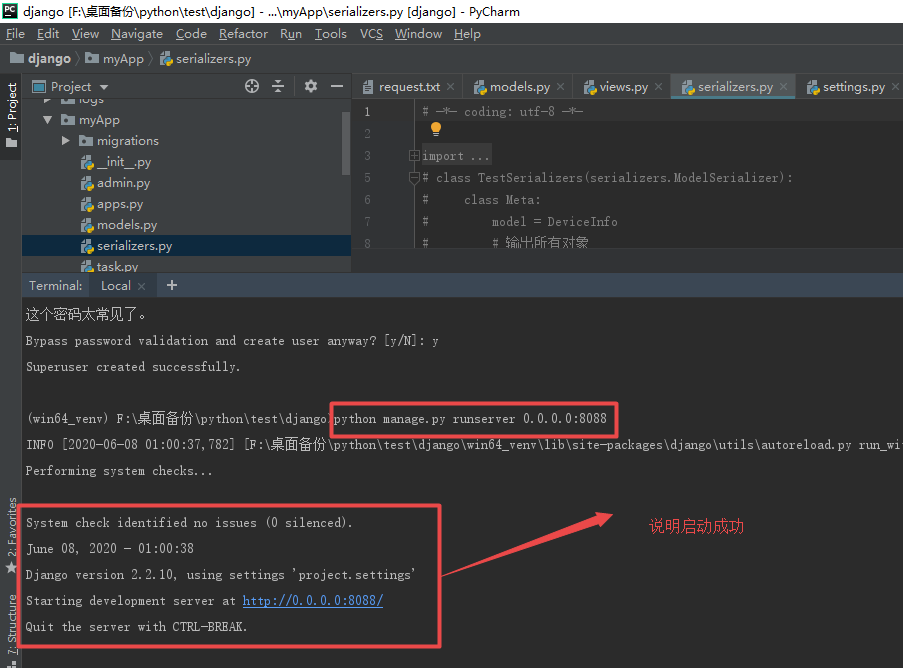 django [F:\桌面备份\python\test\django] - ...\myApp\serializers.py [django] - PyCharm
File Edit View Navigate Code Refactor Run Tools VCS Window Help
django myApp serializers.py
1: Project
Project
request.txt models.py views.py serializers.py settings.py
logs
myApp
migrations
__init__.py
admin.py
apps.py
models.py
serializers.py
task.py
1 # -*- coding: utf-8 -*-
2
3 import ...
5 # class TestSerializers(serializers.ModelSerializer):
6 # class Meta:
7 # model = DeviceInfo
8 # # 输出所有对象
Terminal: Local +
这个密码太常见了。
Bypass password validation and create user anyway? [y/N]: y
Superuser created successfully.
(win64_venv) F:\桌面备份\python\test\django>python manage.py runserver 0.0.0.0:8088
INFO [2020-06-08 01:00:37,782] [F:\桌面备份\python\test\django\win64_venv\lib\site-packages\django\utils\autoreload.py run_wi
Performing system checks...
System check identified no issues (0 silenced).
June 08, 2020 - 01:00:38
Django version 2.2.10, using settings 'project.settings'
Starting development server at http://0.0.0.0:8088/
Quit the server with CTRL-BREAK.
说明启动成功
2: Favorites
7: Structure